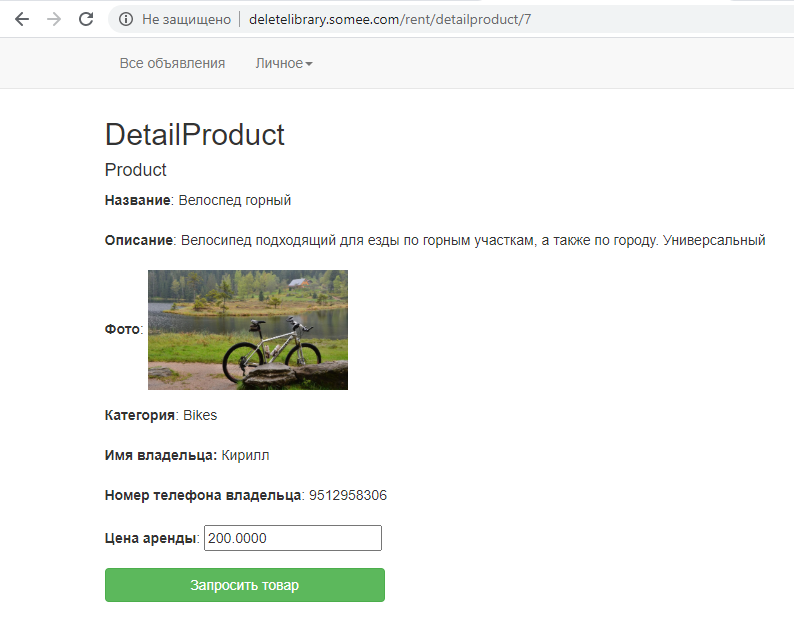 Не защищено | deletelibrary.somee.com/rent/detailproduct/7
Все объявления Личное
DetailProduct
Product
Название: Велоспед горный
Описание: Велосипед подходящий для езды по горным участкам, а также по городу. Универсальный
Фото:
Категория: Bikes
Имя владельца: Кирилл
Номер телефона владельца: 9512958306
Цена аренды: 200.0000
Запросить товар